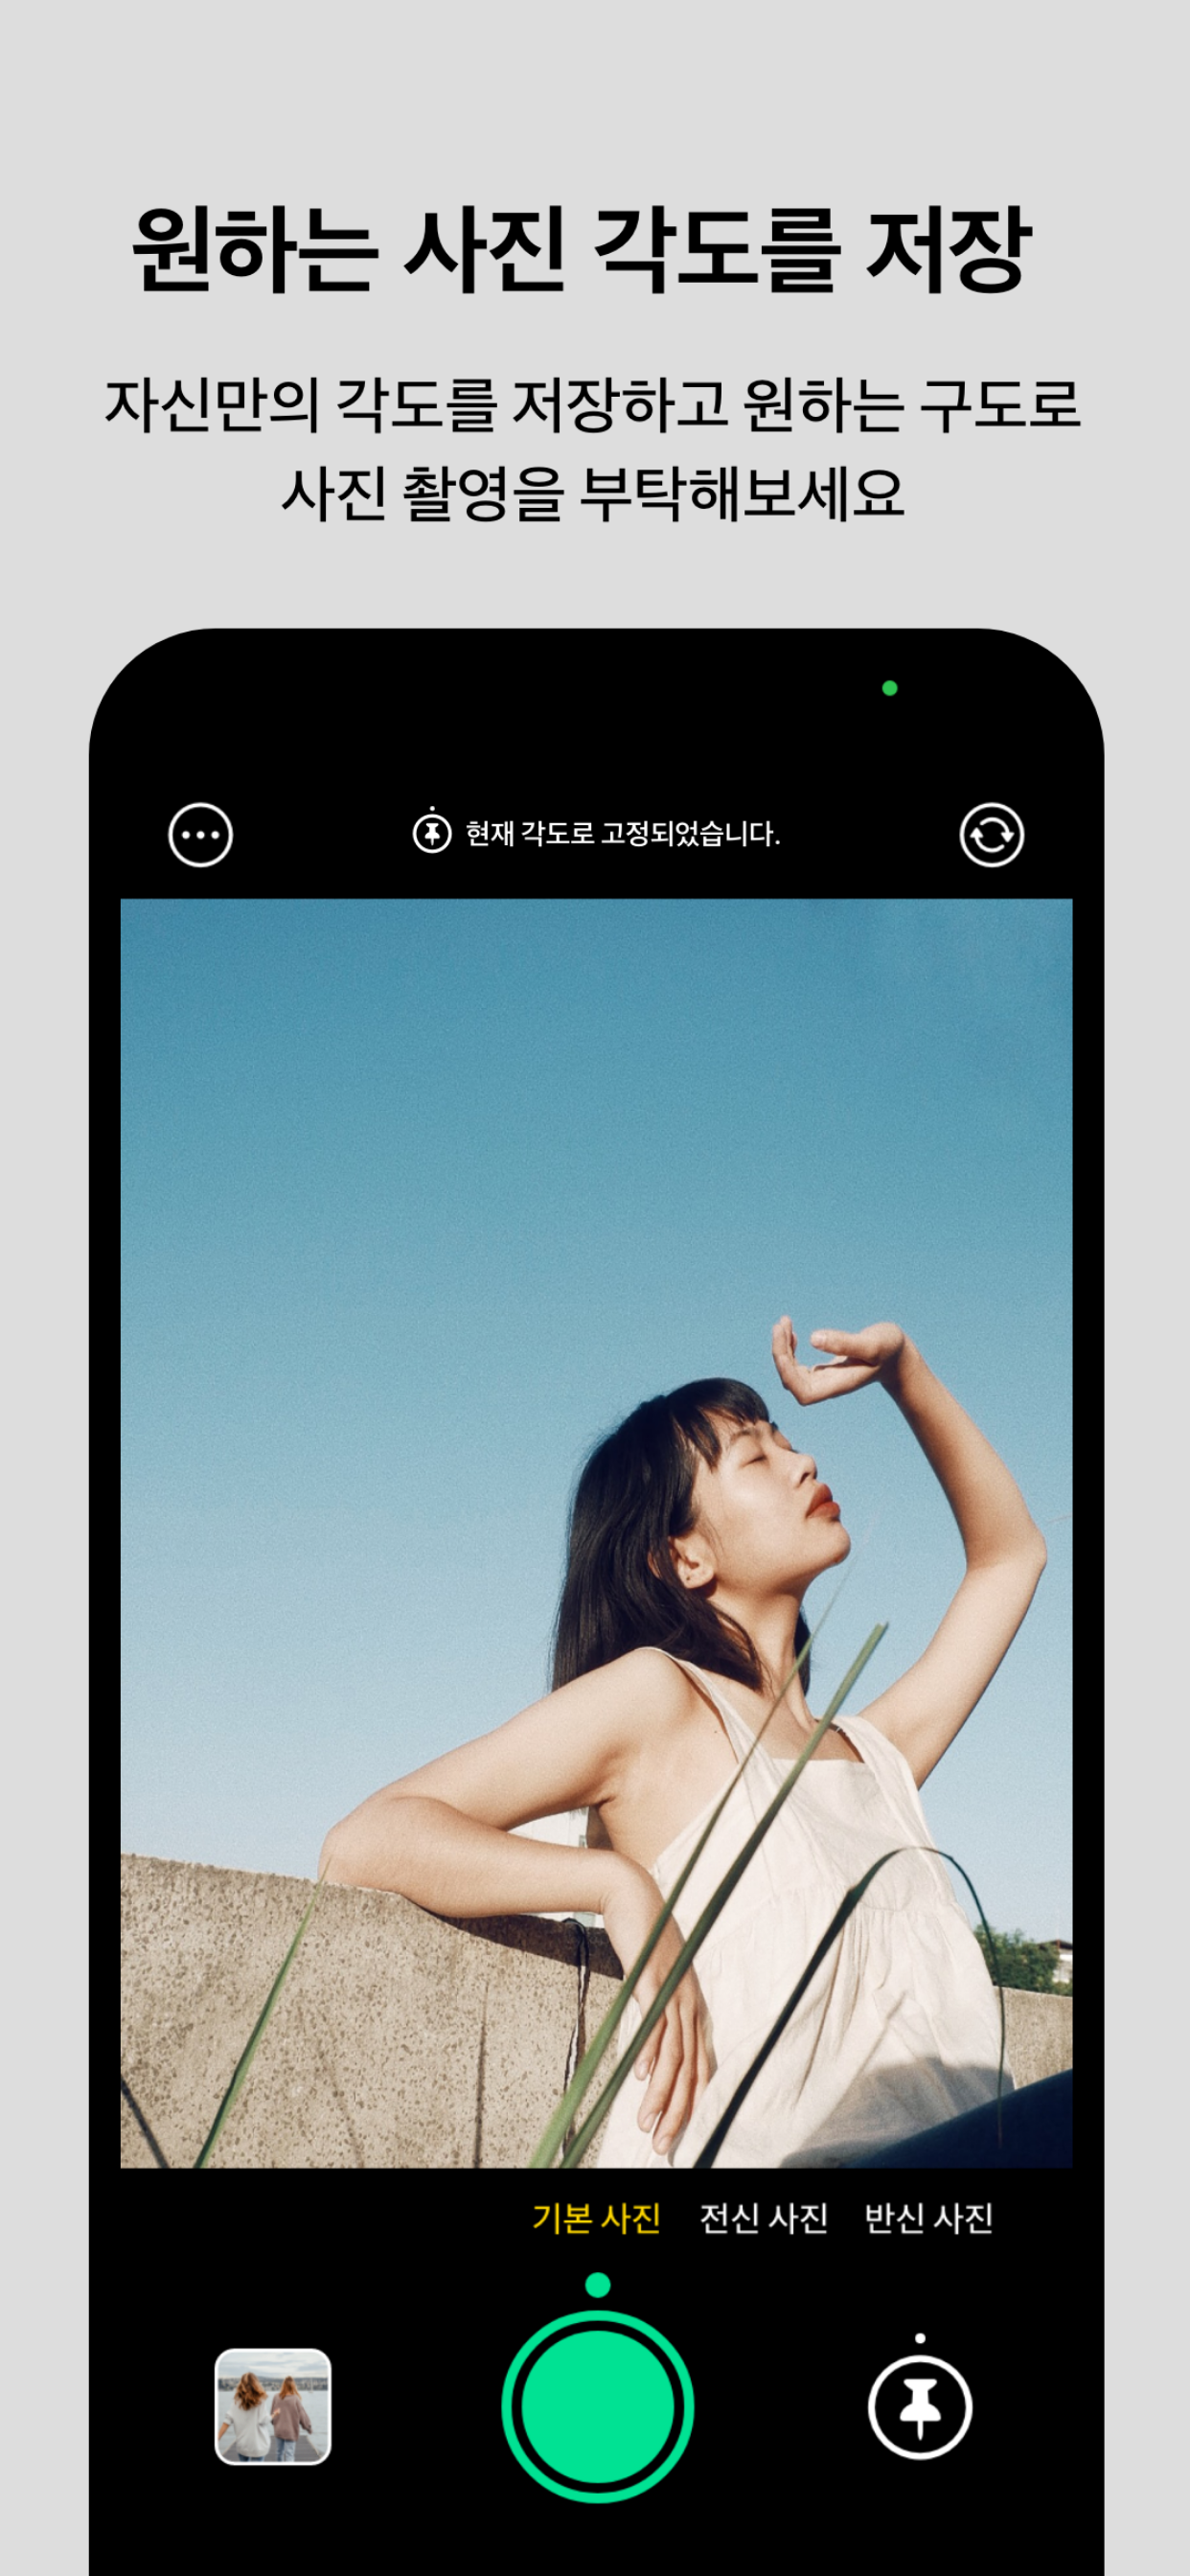 원하는 사진 각도를 저장
자신만의 각도를 저장하고 원하는 구도로
사진 촬영을 부탁해보세요
현재 각도로 고정되었습니다.
기본 사진 전신 사진 반신 사진